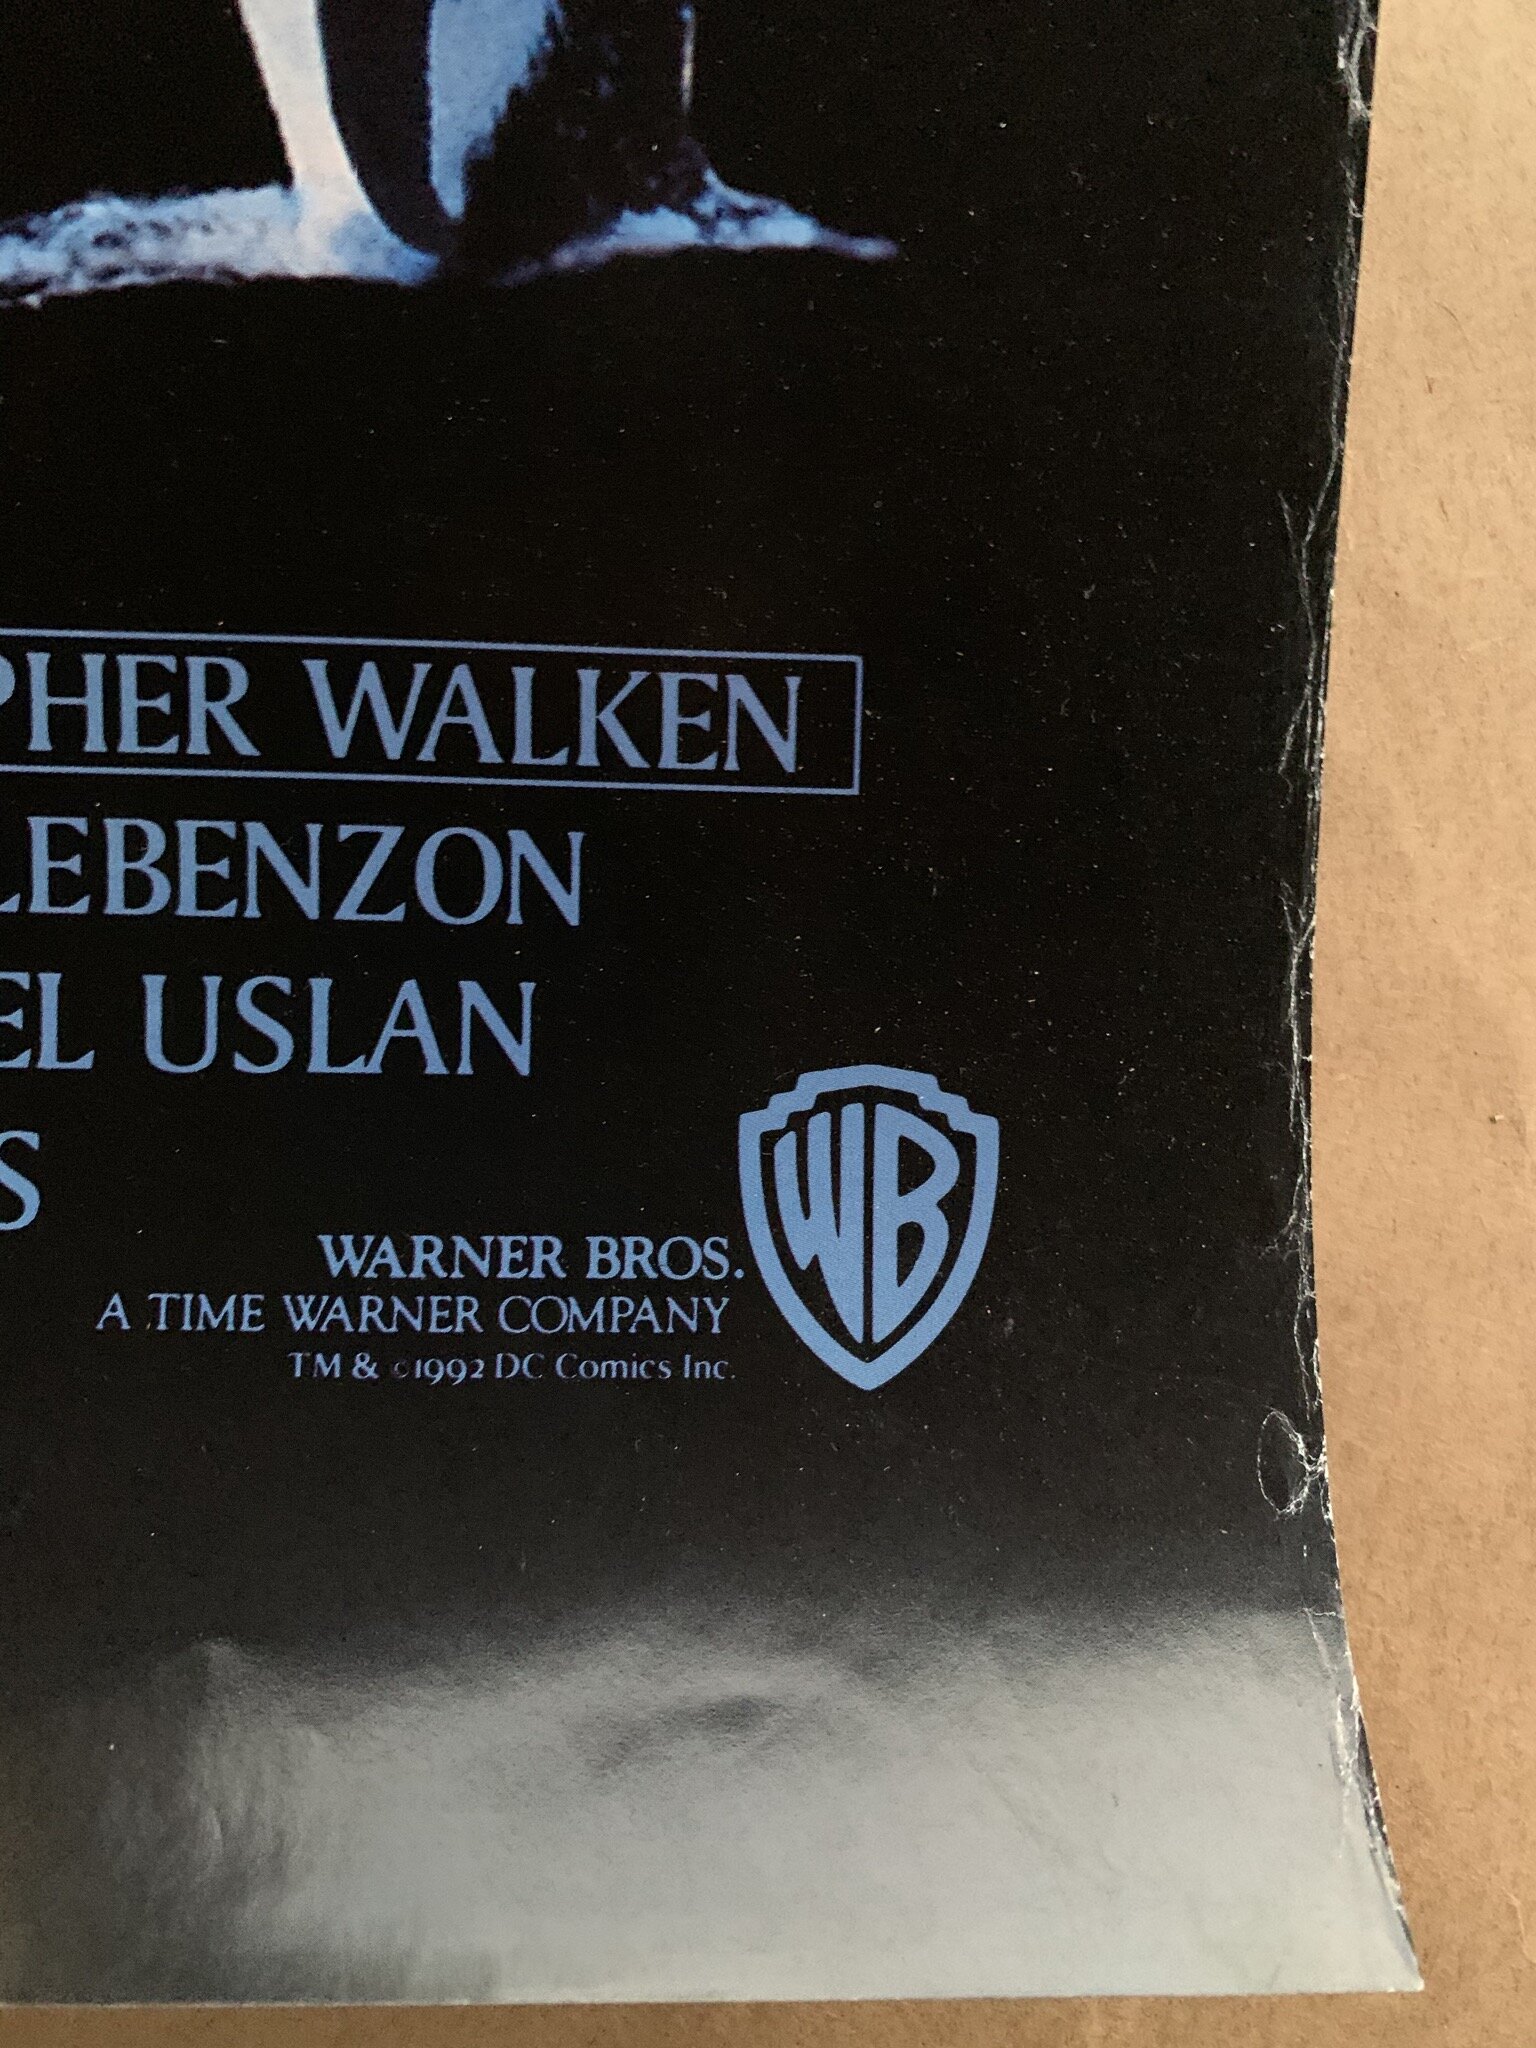 PHER WALKEN
LEBENZON
EL USLAN
S
WARNER BROS.
A TIME WARNER COMPANY
TM & ©1992 DC Comics Inc.
WB